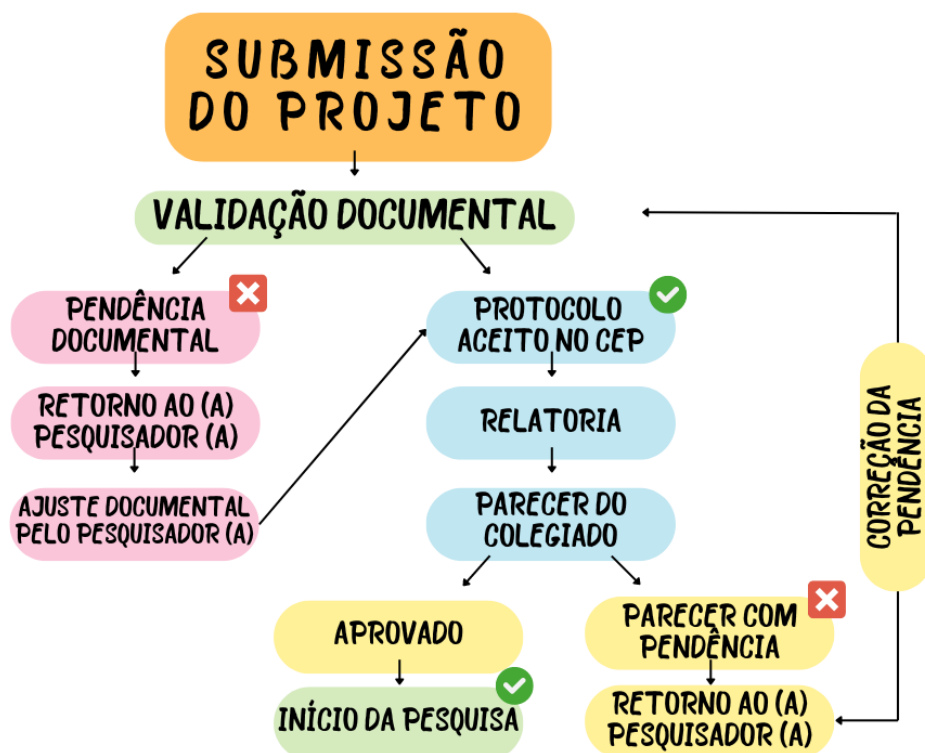 SUBMISSÃO
DO PROJETO
VALIDAÇÃO DOCUMENTAL
PENDÊNCIA
DOCUMENTAL
RETORNO AO (A)
PESQUISADOR (A)
AJUSTE DOCUMENTAL
PELO PESQUISADOR (A)
PROTOCOLO
ACEITO NO CEP
RELATORIA
PARECER DO
COLEGIADO
APROVADO
INÍCIO DA PESQUISA
PARECER COM
PENDÊNCIA
RETORNO AO (A)
PESQUISADOR (A)
CORREÇÃO DA
PENDÊNCIA